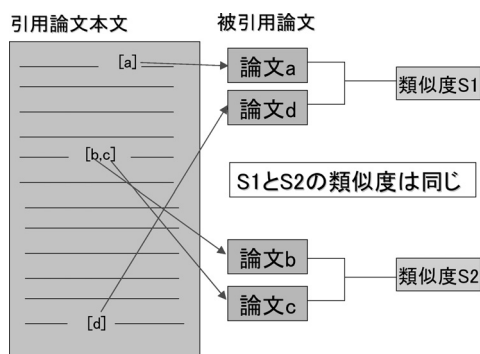 引用論文本文
被引用論文
[a]
論文a
類似度S1
論文d
[b,c]
S1とS2の類似度は同じ
論文b
類似度S2
論文c
[d]